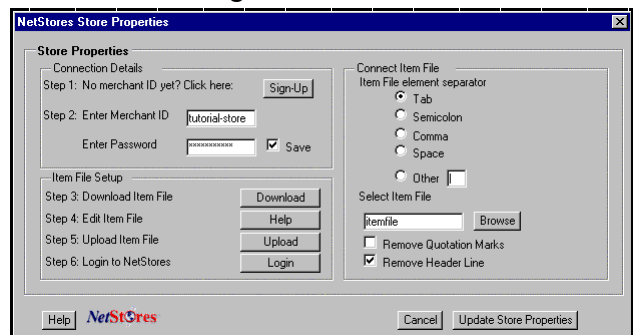 NetStores Store Properties
Store Properties
Connection Details
Step 1: No merchant ID yet? Click here:
Sign-Up
Step 2: Enter Merchant ID
tutorial-store
Enter Password
xxxxxxxxxxx
Save
Item File Setup
Step 3: Download Item File
Download
Step 4: Edit Item File
Help
Step 5: Upload Item File
Upload
Step 6: Login to NetStores
Login
Connect Item File
Item File element separator
Tab
Semicolon
Comma
Space
Other |
Select Item File
itemfile
Browse
Remove Quotation Marks
Remove Header Line
Help
NetStores
Cancel
Update Store Properties